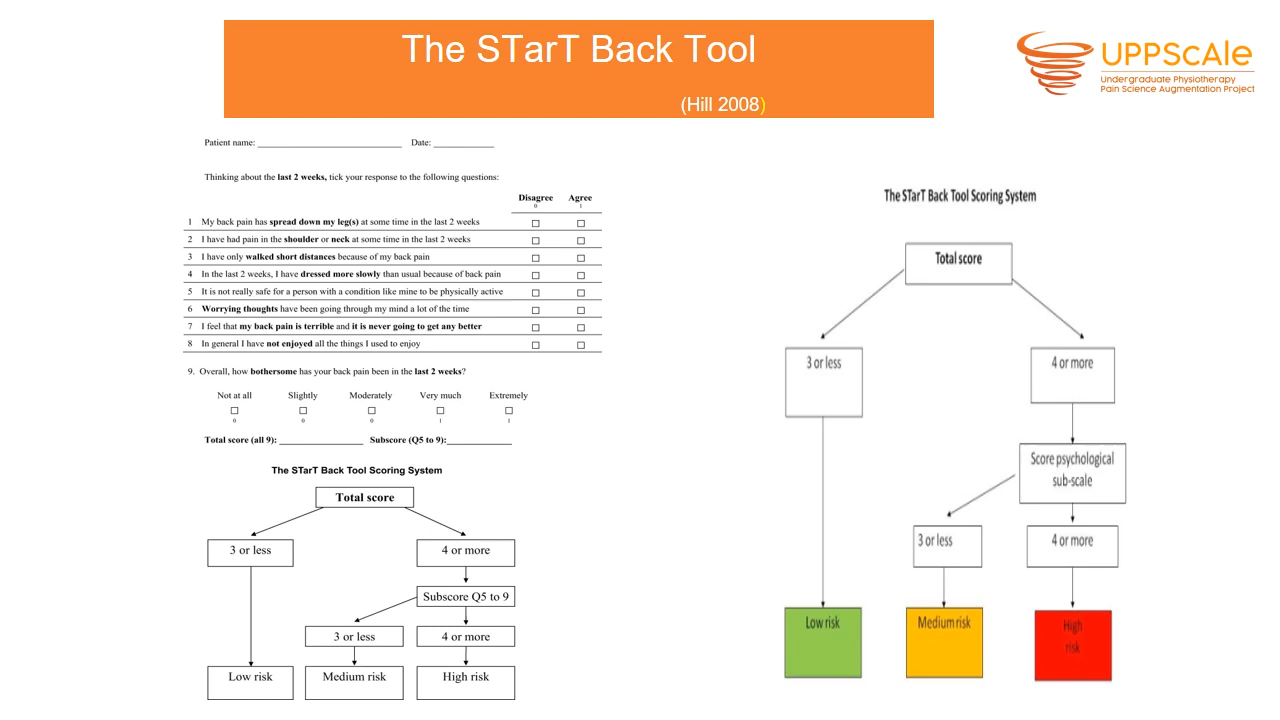 The STarT Back Tool
(Hill 2008)
UPPScAle
Undergraduate Physiotherapy
Pain Science Augmentation Project
Patient name: ______________________________ Date: _____________
Thinking about the last 2 weeks, tick your response to the following questions:
Disagree Agree
0 1
1 My back pain has spread down my leg(s) at some time in the last 2 weeks
2 I have had pain in the shoulder or neck at some time in the last 2 weeks
3 I have only walked short distances because of my back pain
4 In the last 2 weeks, I have dressed more slowly than usual because of back pain
5 It is not really safe for a person with a condition like mine to be physically active
6 Worrying thoughts have been going through my mind a lot of the time
7 I feel that my back pain is terrible and it is never going to get any better
8 In general I have not enjoyed all the things I used to enjoy
9. Overall, how bothersome has your back pain been in the last 2 weeks?
Not at all Slightly Moderately Very much Extremely
0 0 0 1 1
Total score (all 9): __________________ Subscore (Q5 to 9):______________
The STarT Back Tool Scoring System
Total score
3 or less 4 or more
Subscore Q5 to 9
3 or less 4 or more
Low risk Medium risk High risk
The STarT Back Tool Scoring System
Total score
3 or less 4 or more
Score psychological
sub-scale
3 or less 4 or more
Low risk Medium risk High
risk